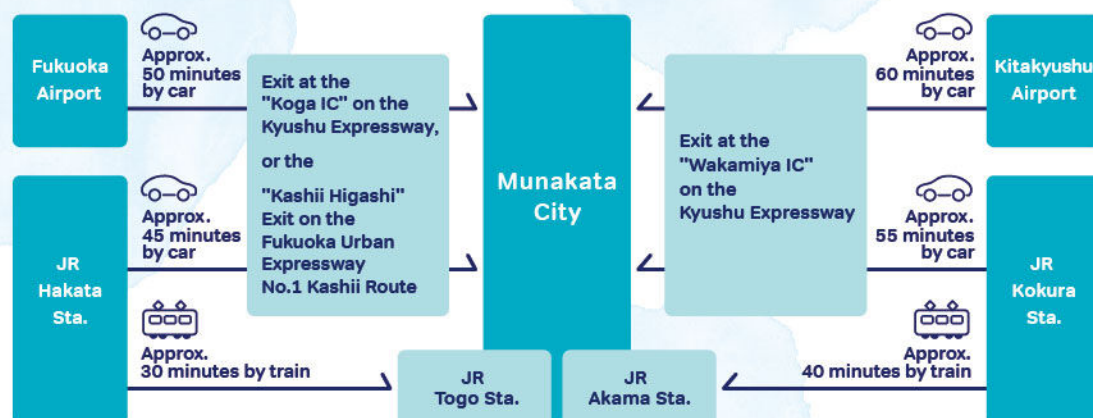 Fukuoka
Airport
Approx.
50 minutes
by car
Exit at the
"Koga IC" on the
Kyushu Expressway,
or the
"Kashii Higashi"
Exit on the
Fukuoka Urban
Expressway
No.1 Kashii Route
JR
Hakata
Sta.
Approx.
45 minutes
by car
Approx.
30 minutes by train
Munakata
City
JR
Togo Sta.
JR
Akama Sta.
Exit at the
"Wakamiya IC"
on the
Kyushu Expressway
Approx.
60 minutes
by car
Kitakyushu
Airport
Approx.
55 minutes
by car
JR
Kokura
Sta.
Approx.
40 minutes by train